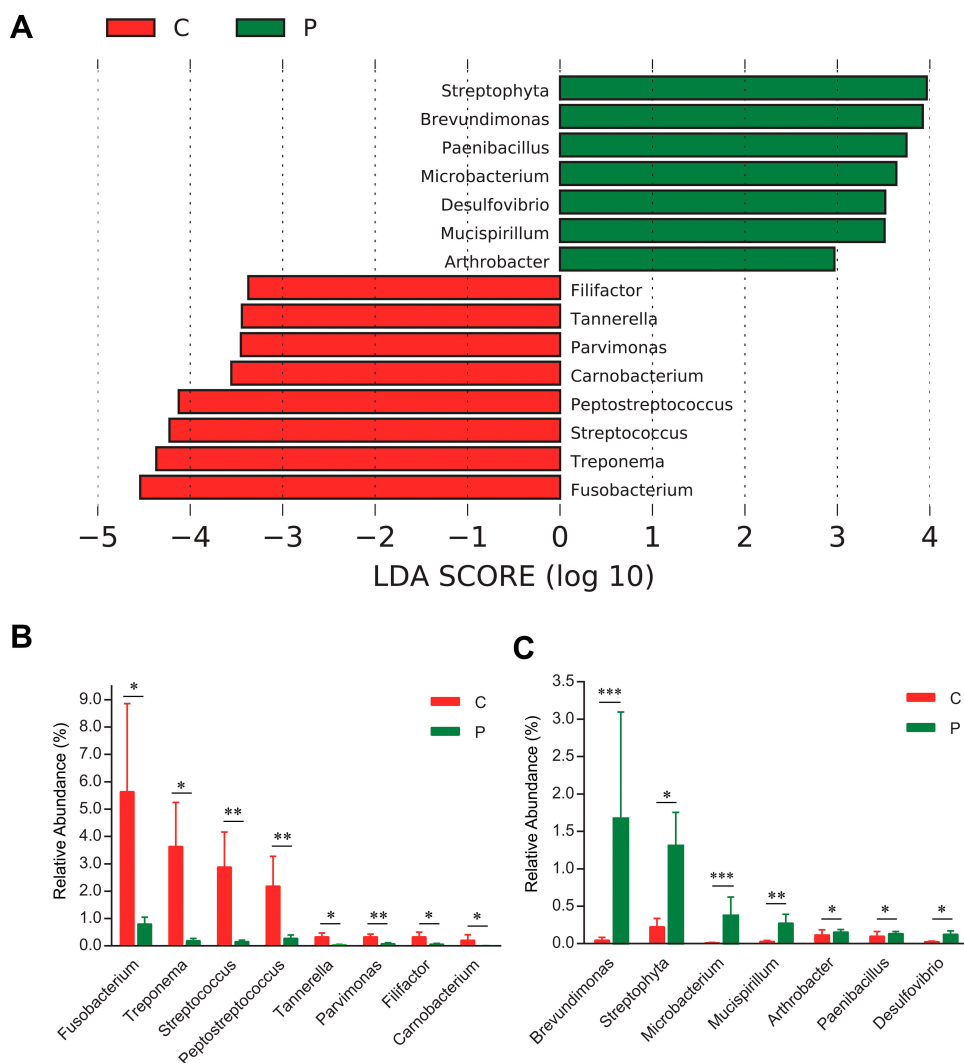 A
C
P
Streptophyta
Brevundimonas
Paenibacillus
Microbacterium
Desulfovibrio
Mucispirillum
Arthrobacter
Filifactor
Tannerella
Parvimonas
Carnobacterium
Peptostreptococcus
Streptococcus
Treponema
Fusobacterium
−5 −4 −3 −2 −1 0 1 2 3 4
LDA SCORE (log 10)
B
Relative Abundance (%)
9.0
8.0
7.0
6.0
5.0
4.0
3.0
2.0
1.0
0.0
C
P
* * ** ** * ** * *
Fusobacterium
Treponema
Streptococcus
Peptostreptococcus
Tannerella
Parvimonas
Filifactor
Carnobacterium
C
Relative Abundance (%)
3.5
3.0
2.5
2.0
1.5
1.0
0.5
0.0
C
P
*** * *** ** * * *
Brevundimonas
Streptophyta
Microbacterium
Mucispirillum
Arthrobacter
Paenibacillus
Desulfovibrio